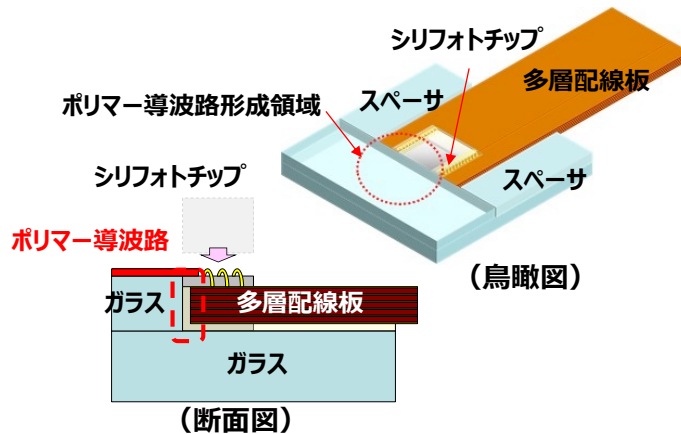 シリフォトチップ
多層配線板
スペーサ
ポリマー導波路形成領域
スペーサ
（鳥瞰図）
シリフォトチップ
ポリマー導波路
ガラス
多層配線板
ガラス
（断面図）